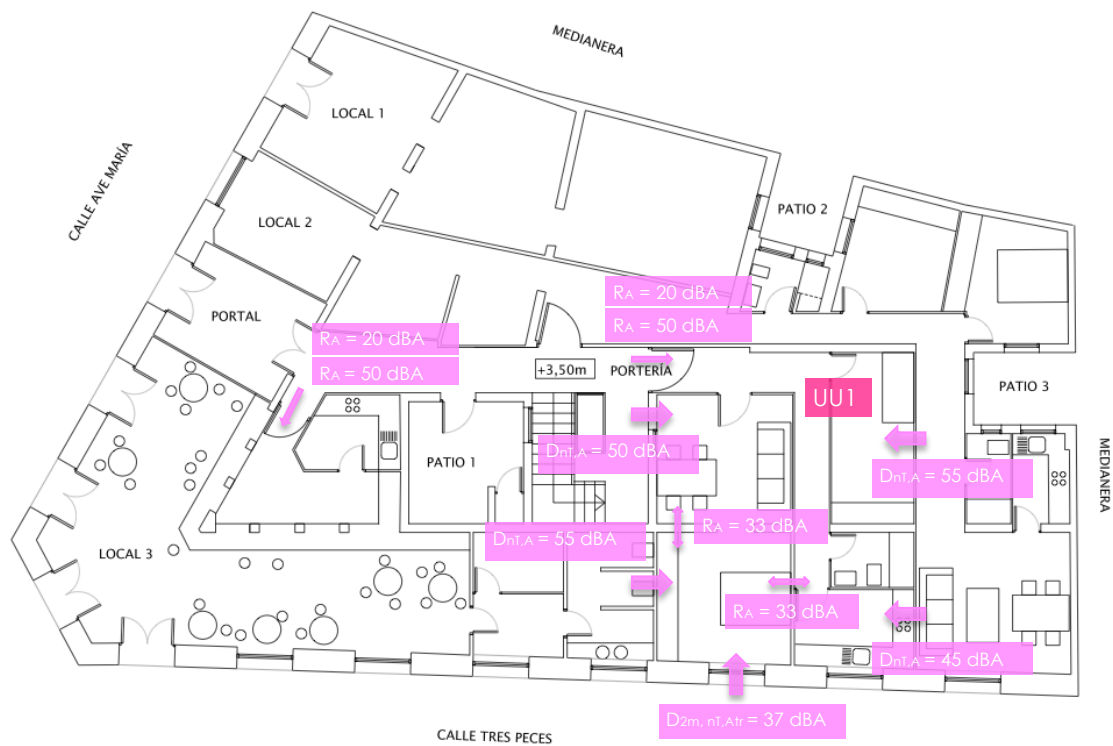 MEDIANERA
LOCAL 1
CALLE AVE MARÍA
PATIO 2
LOCAL 2
RA = 20 dBA
RA = 50 dBA
PORTAL
RA = 20 dBA
RA = 50 dBA
+3,50m
PORTERÍA
PATIO 3
UU1
DnT,A = 50 dBA
PATIO 1
DnT,A = 55 dBA
MEDIANERA
RA = 33 dBA
DnT,A = 55 dBA
LOCAL 3
RA = 33 dBA
DnT,A = 45 dBA
D2m, nT,Atr = 37 dBA
CALLE TRES PECES